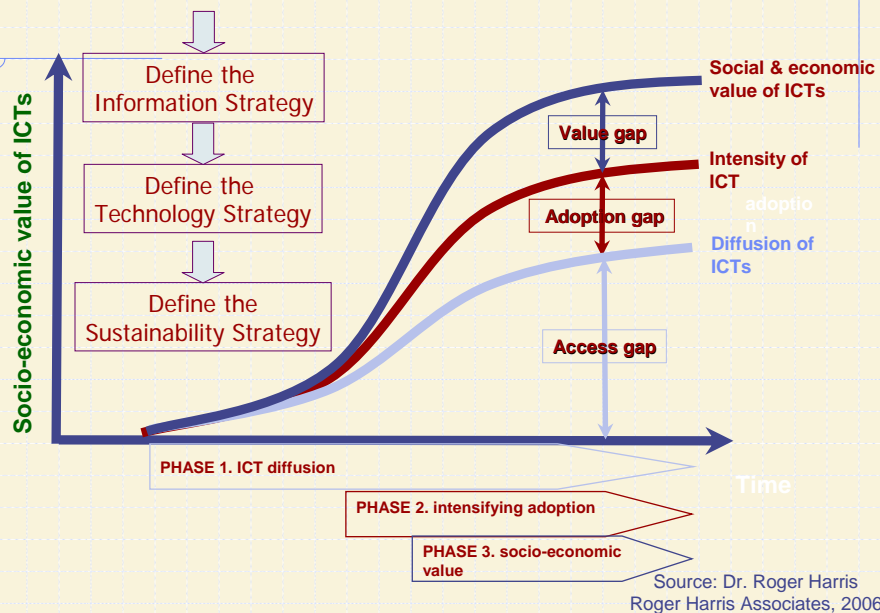 Define the
Information Strategy
Define the
Technology Strategy
Define the
Sustainability Strategy
Socio-economic value of ICTs
Social & economic
value of ICTs
Value gap
Intensity of
ICT
adoptio
n
Adoption gap
Diffusion of
ICTs
Access gap
PHASE 1. ICT diffusion
Time
PHASE 2. intensifying adoption
PHASE 3. socio-economic
value
Source: Dr. Roger Harris
Roger Harris Associates, 2006